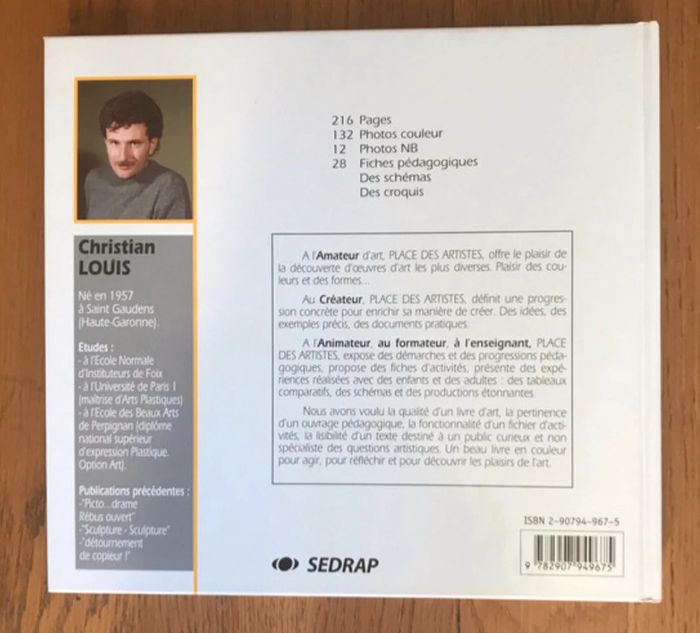 Christian
LOUIS
Né en 1957
à Saint Gaudens
(Haute-Garonne).
Etudes :
- à l'Ecole Normale
d'Instituteurs de Foix
- à l'Université de Paris 1
(maîtrise d'Arts Plastiques)
- à l'Ecole des Beaux Arts
de Perpignan (diplôme
national supérieur
d'expression Plastique.
Option Art).
Publications précédentes :
-"Picto...drame
Rébus ouvert"
-"Sculpture - Sculpture"
-"détournement
de copieur !"
216 Pages
132 Photos couleur
12 Photos NB
28 Fiches pédagogiques
Des schémas
Des croquis
A l'Amateur d'art, PLACE DES ARTISTES, offre le plaisir de
la découverte d'œuvres d'art les plus diverses. Plaisir des cou-
leurs et des formes...
Au Créateur, PLACE DES ARTISTES, définit une progres-
sion concrète pour enrichir sa manière de créer. Des idées, des
exemples précis, des documents pratiques.
A l'Animateur, au formateur, à l'enseignant, PLACE
DES ARTISTES, expose des démarches et des progressions péda-
gogiques, propose des fiches d'activités, présente des expé-
riences réalisées avec des enfants et des adultes : des tableaux
comparatifs, des schémas et des productions étonnantes.
Nous avons voulu la qualité d'un livre d'art, la pertinence
d'un ouvrage pédagogique, la fonctionnalité d'un fichier d'acti-
vités, la lisibilité d'un texte destiné à un public curieux et non
spécialiste des questions artistiques. Un beau livre en couleur
pour agir, pour réfléchir et pour découvrir les plaisirs de l'art.
SEDRAP
ISBN 2-90794-967-5
9 782907 949675